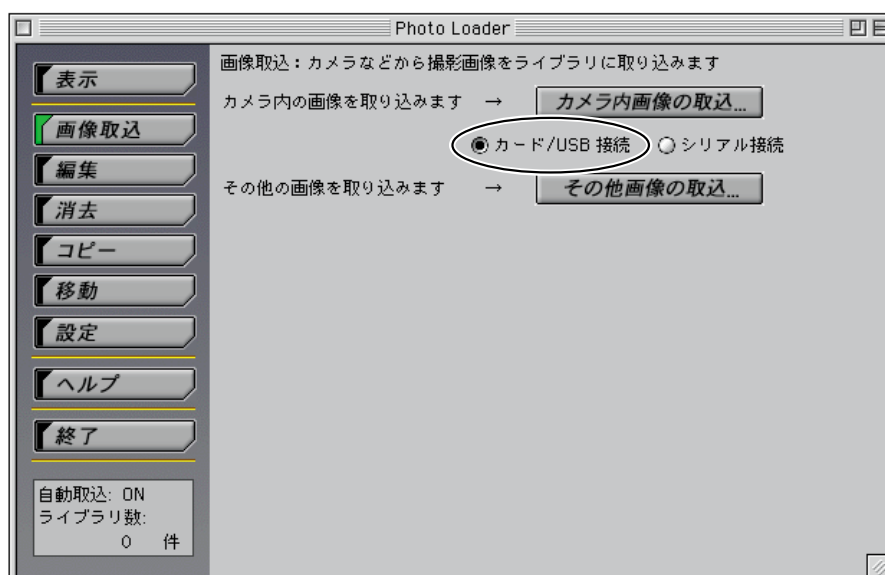 Photo Loader
表示
画像取込
編集
消去
コピー
移動
設定
ヘルプ
終了
自動取込: ON
ライブラリ数:
0 件
画像取込：カメラなどから撮影画像をライブラリに取り込みます
カメラ内の画像を取り込みます → カメラ内画像の取込...
カード/USB 接続 シリアル接続
その他の画像を取り込みます → その他画像の取込...